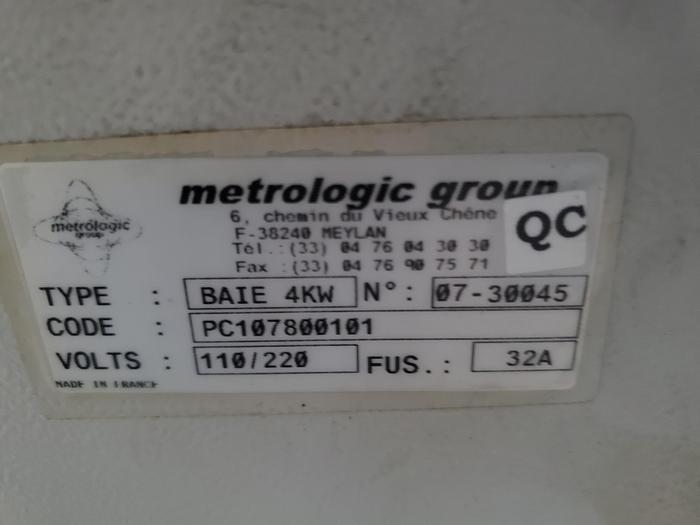 metrologic group
metrologic group
6, chemin du Vieux Chêne
QC
F-38240 MEYLAN
Tél.:(33) 04 76 04 30 30
Fax :(33) 04 76 90 75 71
TYPE : BAIE 4KW N°: 07-30045
CODE : PC107800101
VOLTS : 110/220 FUS.: 32A
MADE IN FRANCE